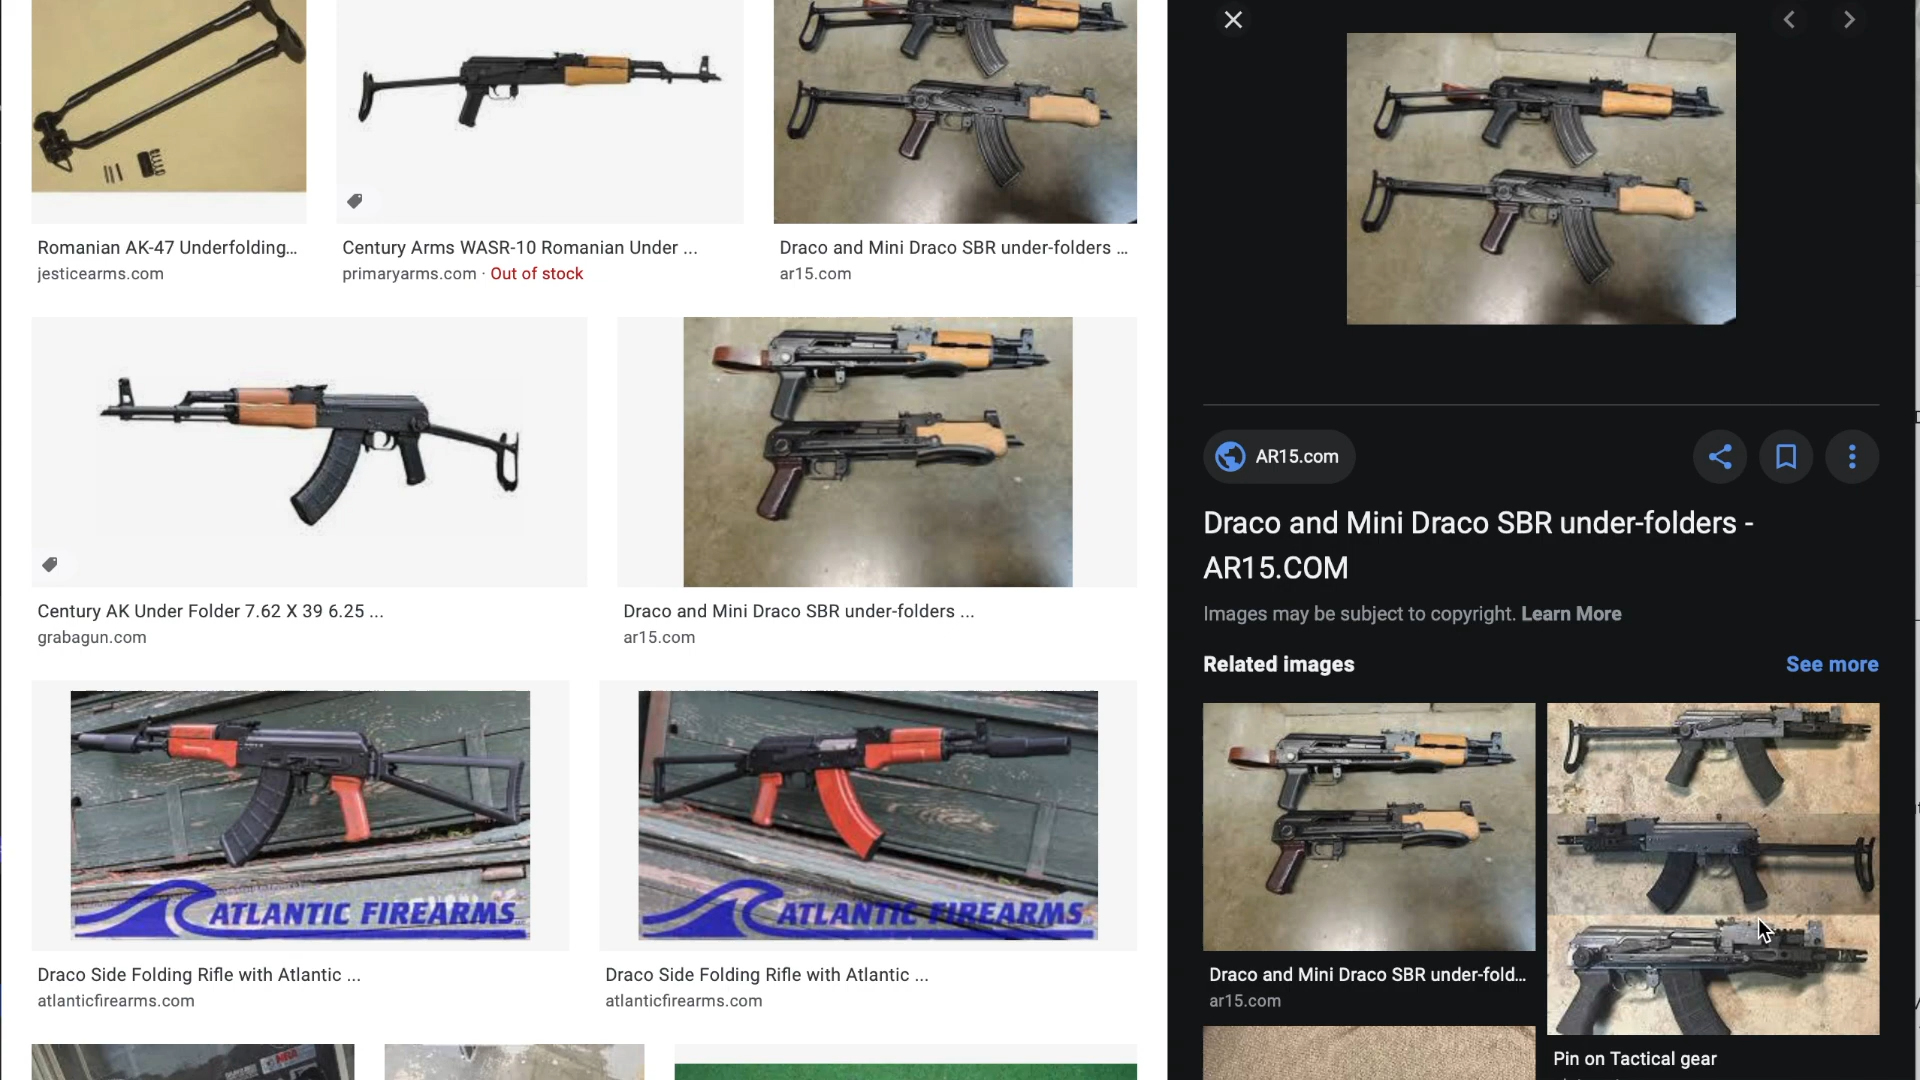 Romanian AK-47 Underfolding...
jesticearms.com
Century Arms WASR-10 Romanian Under ...
primaryarms.com · Out of stock
Draco and Mini Draco SBR under-folders ...
ar15.com
Century AK Under Folder 7.62 X 39 6.25 ...
grabagun.com
Draco and Mini Draco SBR under-folders ...
ar15.com
ATLANTIC FIREARMS
ATLANTIC FIREARMS
Draco Side Folding Rifle with Atlantic ...
atlanticfirearms.com
Draco Side Folding Rifle with Atlantic ...
atlanticfirearms.com
AR15.com
Draco and Mini Draco SBR under-folders -
AR15.COM
Images may be subject to copyright. Learn More
Related images
See more
Draco and Mini Draco SBR under-fold...
ar15.com
Pin on Tactical gear